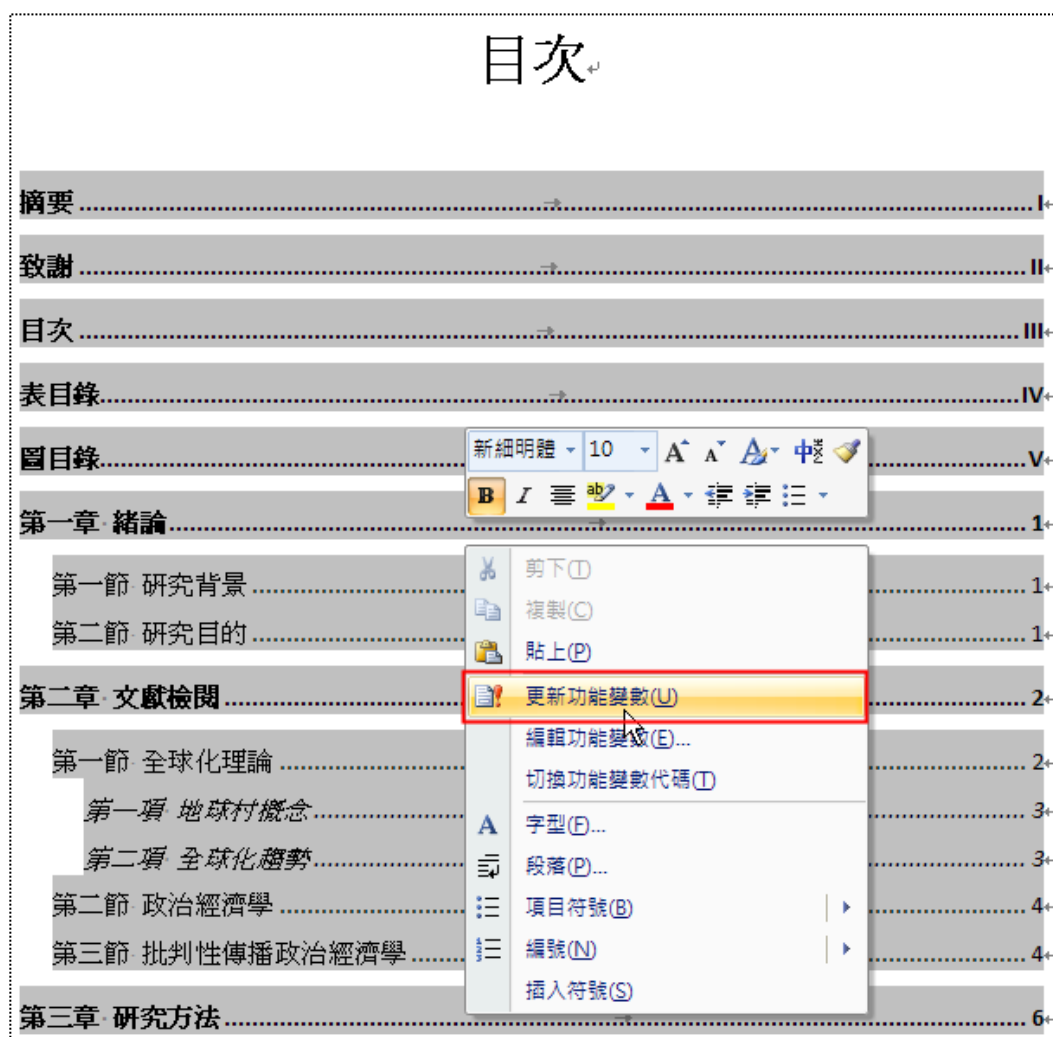 目次
摘要 I
致謝 II
目次 III
表目錄 IV
圖目錄 V
新細明體 10
第一章 緒論 1
第一節 研究背景 1
第二節 研究目的 1
第二章 文獻檢閱 2
第一節 全球化理論 2
第一項 地球村概念 3
第二項 全球化趨勢 3
第二節 政治經濟學 4
第三節 批判性傳播政治經濟學 4
第三章 研究方法 6
剪下(T)
複製(C)
貼上(P)
更新功能變數(U)
編輯功能變數(E)...
切換功能變數代碼(T)
字型(F)...
段落(P)...
項目符號(B)
編號(N)
插入符號(S)